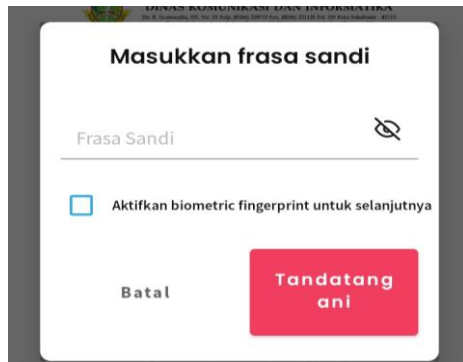 DINAS KOMUNIKASI DAN INFORMATIKA
Masukkan frasa sandi
Frasa Sandi
Aktifkan biometric fingerprint untuk selanjutnya
Batal
Tandatang
ani